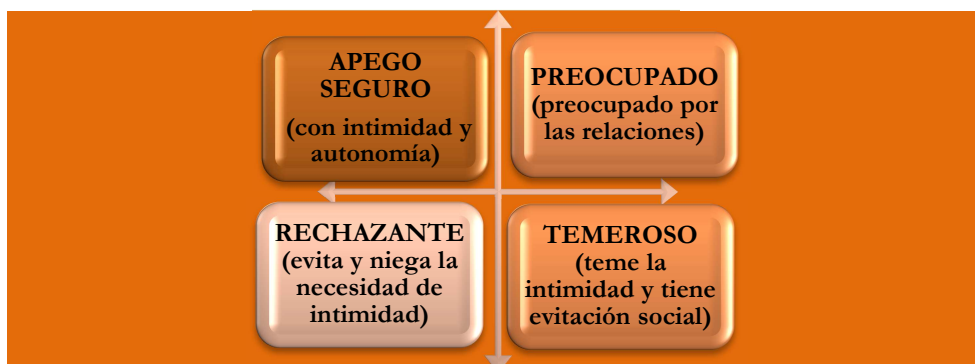 APEGO
SEGURO
(con intimidad y
autonomía)
PREOCUPADO
(preocupado por
las relaciones)
RECHAZANTE
(evita y niega la
necesidad de
intimidad)
TEMEROSO
(teme la
intimidad y tiene
evitación social)